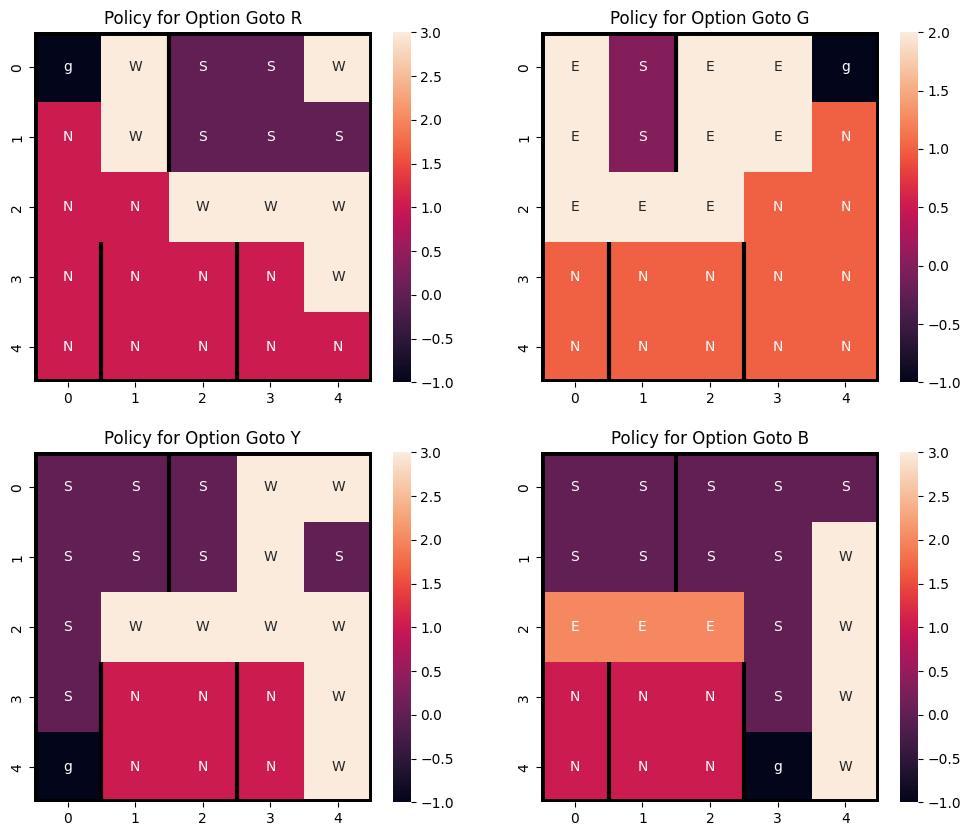 Policy for Option Goto R
0 g W S S W
1 N W S S S
2 N N W W W
3 N N N N W
4 N N N N N
0 1 2 3 4
3.0
2.5
2.0
1.5
1.0
0.5
0.0
−0.5
−1.0
Policy for Option Goto G
0 E S E E g
1 E S E E N
2 E E E N N
3 N N N N N
4 N N N N N
0 1 2 3 4
2.0
1.5
1.0
0.5
0.0
−0.5
−1.0
Policy for Option Goto Y
0 S S S W W
1 S S S W S
2 S W W W W
3 S N N N W
4 g N N N W
0 1 2 3 4
3.0
2.5
2.0
1.5
1.0
0.5
0.0
−0.5
−1.0
Policy for Option Goto B
0 S S S S S
1 S S S S W
2 E E E S W
3 N N N S W
4 N N N g W
0 1 2 3 4
3.0
2.5
2.0
1.5
1.0
0.5
0.0
−0.5
−1.0